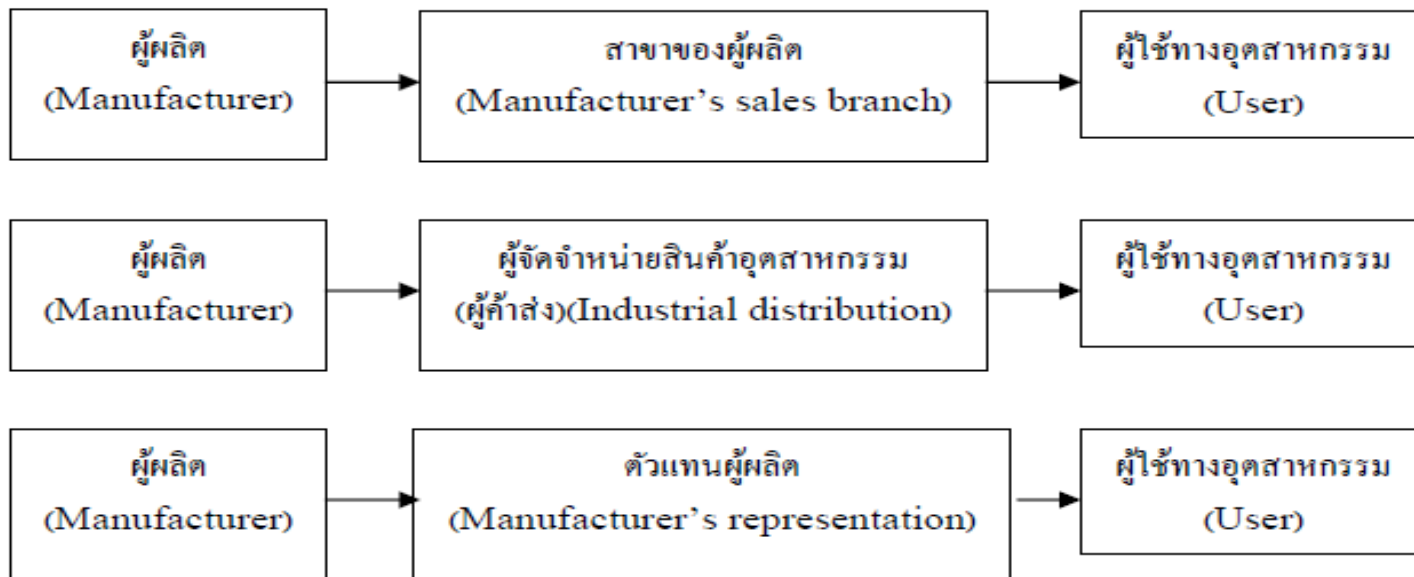 ผู้ผลิต
(Manufacturer)
สาขาของผู้ผลิต
(Manufacturer's sales branch)
ผู้ใช้ทางอุตสาหกรรม
(User)
ผู้ผลิต
(Manufacturer)
ผู้จัดจำหน่ายสินค้าอุตสาหกรรม
(ผู้ค้าส่ง)(Industrial distribution)
ผู้ใช้ทางอุตสาหกรรม
(User)
ผู้ผลิต
(Manufacturer)
ตัวแทนผู้ผลิต
(Manufacturer's representation)
ผู้ใช้ทางอุตสาหกรรม
(User)